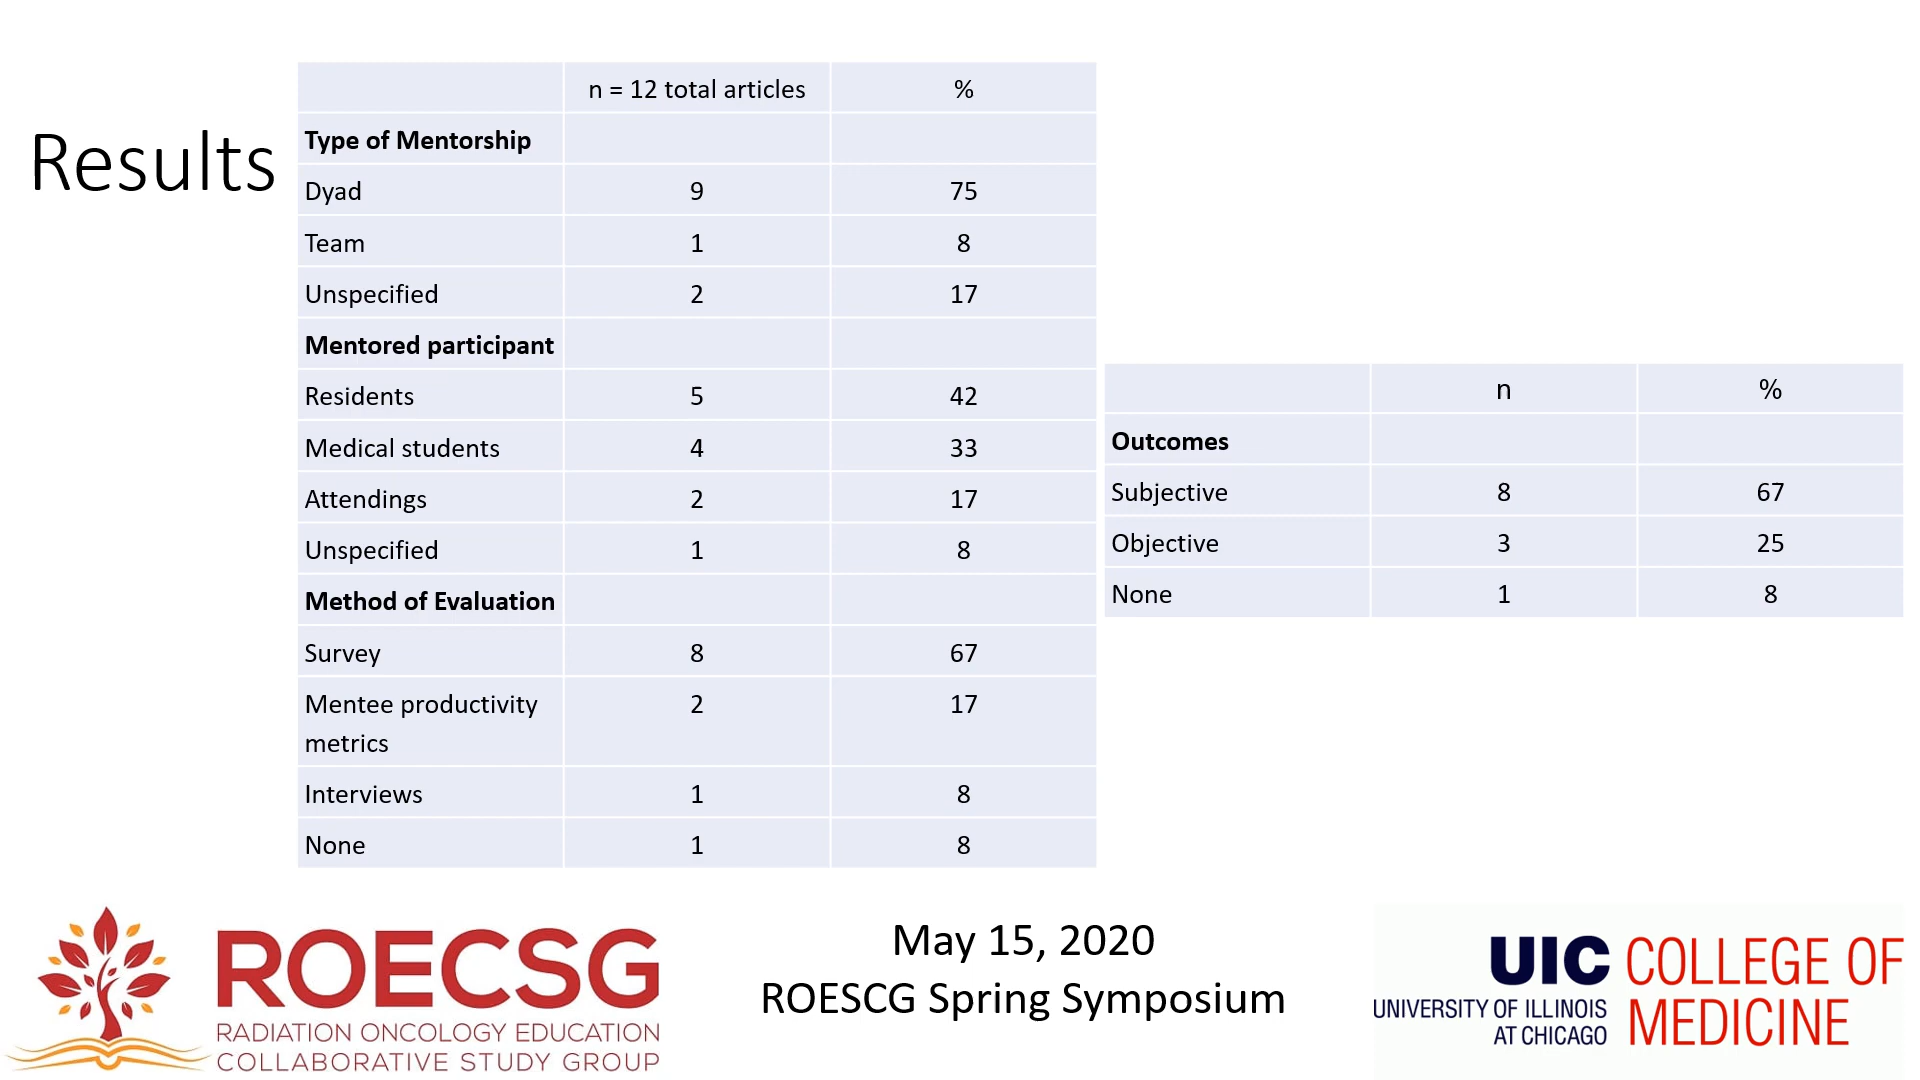 Results
n = 12 total articles %
Type of Mentorship
Dyad 9 75
Team 1 8
Unspecified 2 17
Mentored participant
Residents 5 42
Medical students 4 33
Attendings 2 17
Unspecified 1 8
Method of Evaluation
Survey 8 67
Mentee productivity 2 17
metrics
Interviews 1 8
None 1 8
n %
Outcomes
Subjective 8 67
Objective 3 25
None 1 8
ROECSG
RADIATION ONCOLOGY EDUCATION
COLLABORATIVE STUDY GROUP
May 15, 2020
ROESCG Spring Symposium
UIC COLLEGE OF
UNIVERSITY OF ILLINOIS MEDICINE
AT CHICAGO